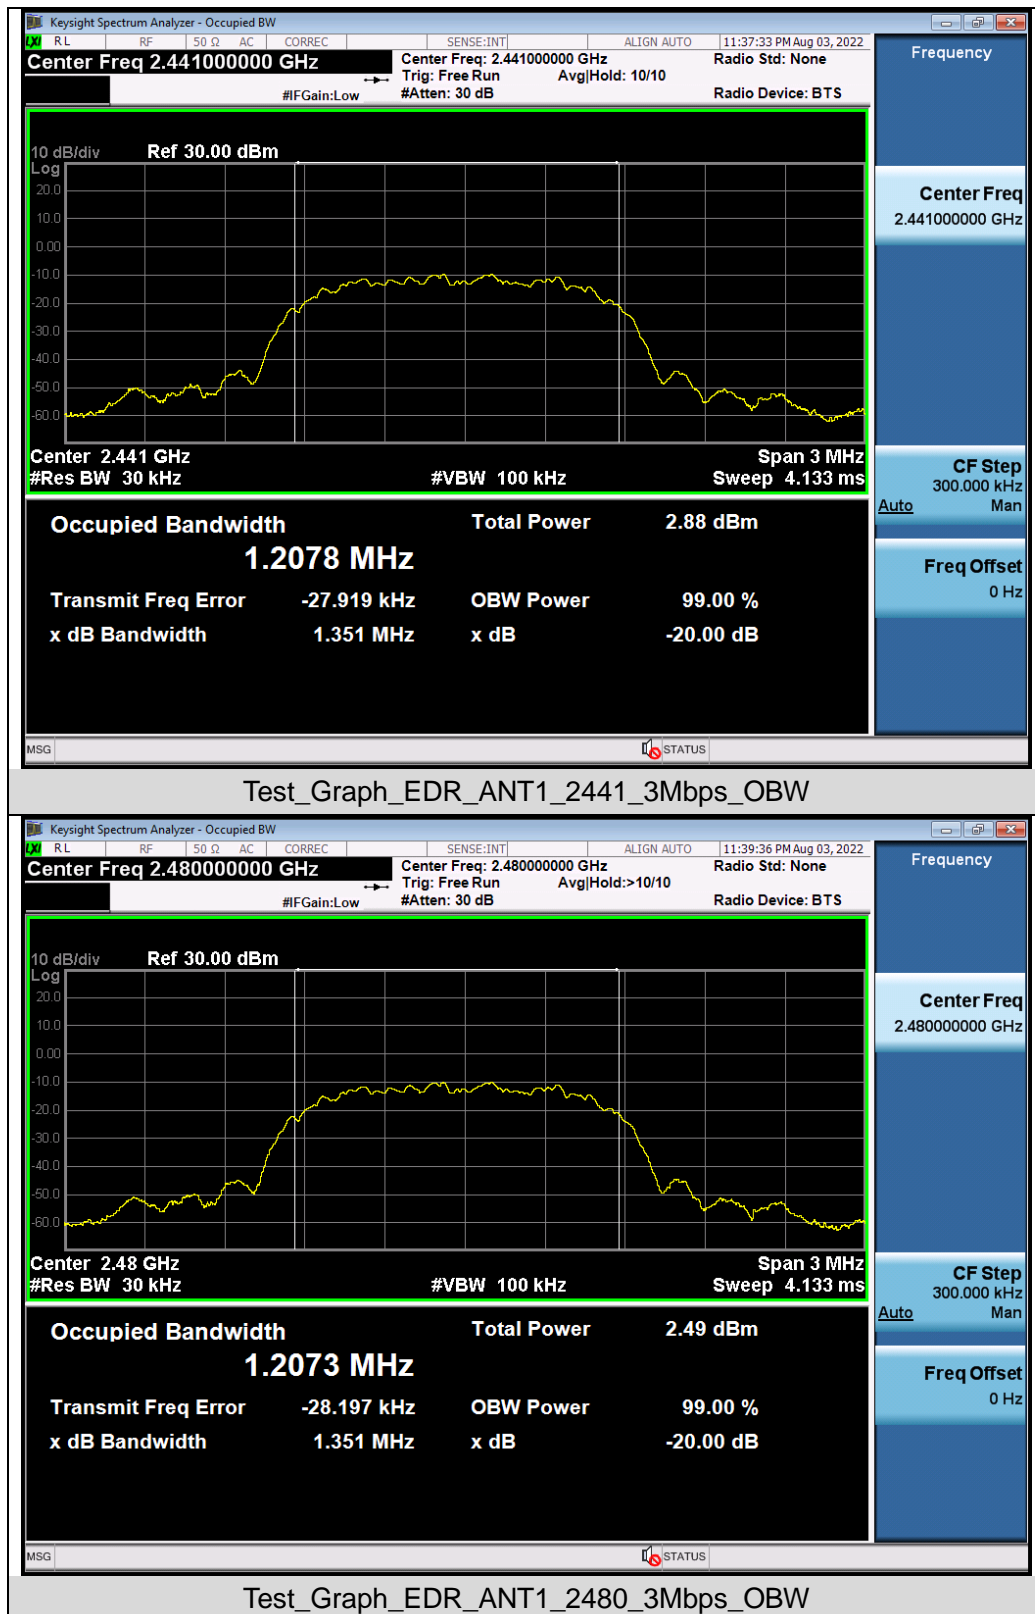 Keysight Spectrum Analyzer - Occupied BW
LXI RL RF 50 Ω AC CORREC SENSE:INT ALIGN AUTO 11:37:33 PM Aug 03, 2022
Center Freq 2.441000000 GHz
Center Freq: 2.441000000 GHz
Radio Std: None
Trig: Free Run Avg|Hold: 10/10
#IFGain:Low
#Atten: 30 dB
Radio Device: BTS
Frequency
10 dB/div Ref 30.00 dBm
Log
20.0
10.0
0.00
-10.0
-20.0
-30.0
-40.0
-50.0
-60.0
Center 2.441 GHz Span 3 MHz
#Res BW 30 kHz #VBW 100 kHz Sweep 4.133 ms
Center Freq
2.441000000 GHz
CF Step
300.000 kHz
Auto Man
Freq Offset
0 Hz
Occupied Bandwidth Total Power 2.88 dBm
1.2078 MHz
Transmit Freq Error -27.919 kHz OBW Power 99.00 %
x dB Bandwidth 1.351 MHz x dB -20.00 dB
MSG STATUS
Test_Graph_EDR_ANT1_2441_3Mbps_OBW
Keysight Spectrum Analyzer - Occupied BW
LXI RL RF 50 Ω AC CORREC SENSE:INT ALIGN AUTO 11:39:36 PM Aug 03, 2022
Center Freq 2.480000000 GHz
Center Freq: 2.480000000 GHz
Radio Std: None
Trig: Free Run Avg|Hold:>10/10
#IFGain:Low
#Atten: 30 dB
Radio Device: BTS
Frequency
10 dB/div Ref 30.00 dBm
Log
20.0
10.0
0.00
-10.0
-20.0
-30.0
-40.0
-50.0
-60.0
Center 2.48 GHz Span 3 MHz
#Res BW 30 kHz #VBW 100 kHz Sweep 4.133 ms
Center Freq
2.480000000 GHz
CF Step
300.000 kHz
Auto Man
Freq Offset
0 Hz
Occupied Bandwidth Total Power 2.49 dBm
1.2073 MHz
Transmit Freq Error -28.197 kHz OBW Power 99.00 %
x dB Bandwidth 1.351 MHz x dB -20.00 dB
MSG STATUS
Test_Graph_EDR_ANT1_2480_3Mbps_OBW